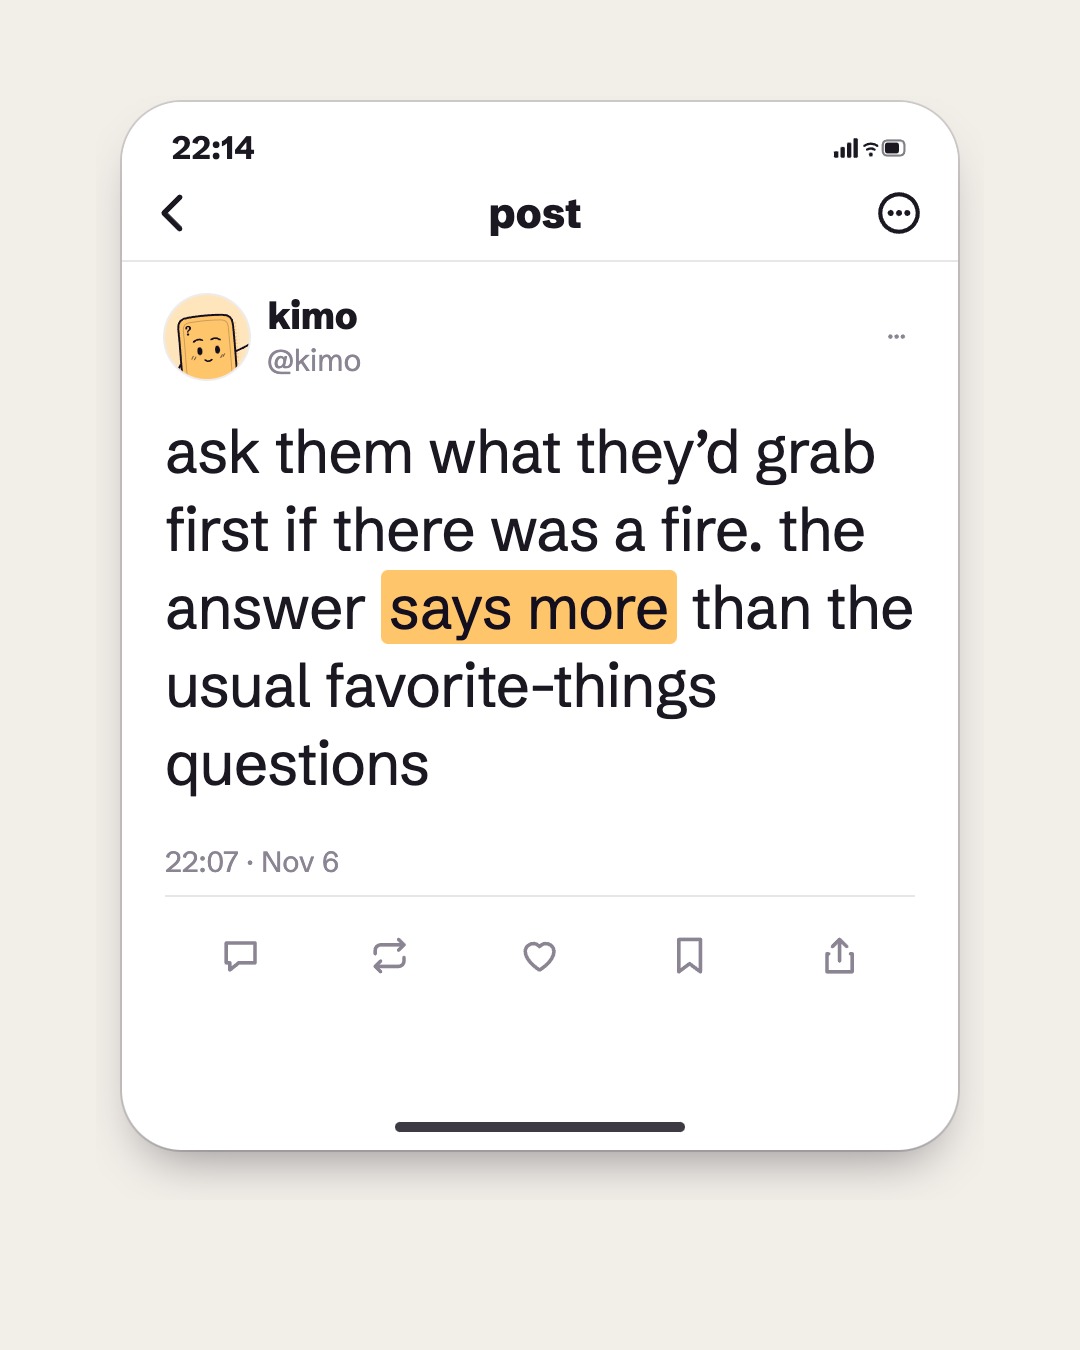 22:14
post
?
kimo
@kimo
ask them what they’d grab
first if there was a fire. the
answer says more than the
usual favorite-things
questions
22:07 · Nov 6